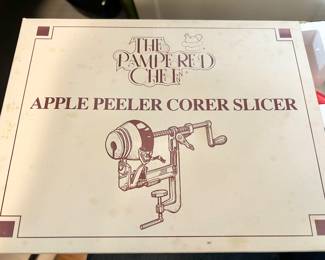 THE
PAMPERED
CHEF
APPLE PEELER CORER SLICER